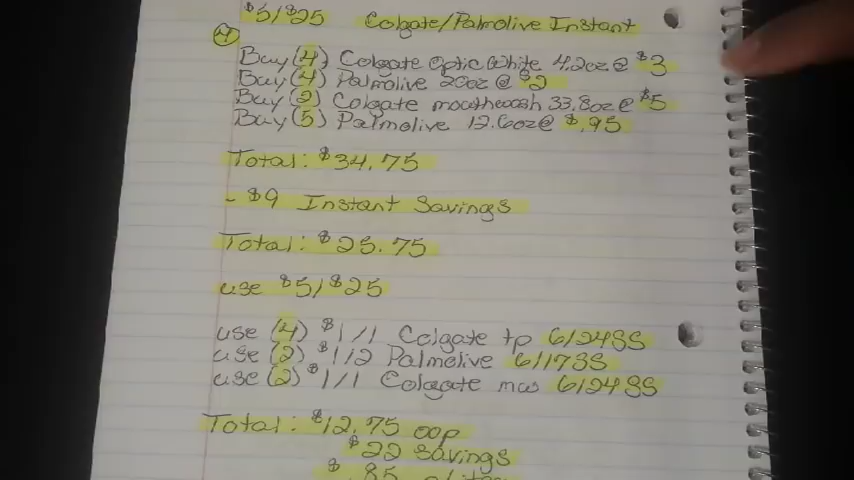 $5/$25 Colgate/Palmolive Instant
4
Buy (4) Colgate Optic White 4.2oz @ $3
Buy (4) Palmolive 20oz @ $2
Buy (2) Colgate mouthwash 33.8oz @ $5
Buy (5) Palmolive 12.6oz @ $.95
Total: $34.75
- $9 Instant Savings
Total: $25.75
use $5/$25
use (4) $1/1 Colgate tp 6/24SS
use (2) $1/2 Palmolive 6/17SS
use (2) $1/1 Colgate mw 6/24SS
Total: $12.75 oop
$22 savings
$.85